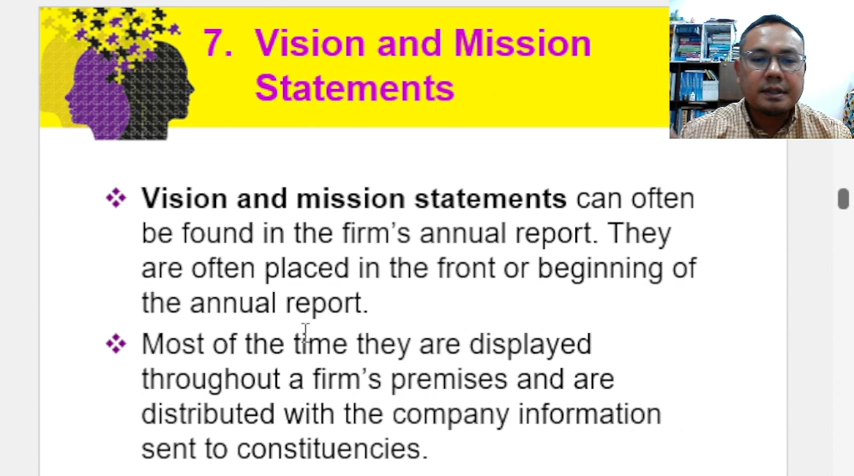 7. Vision and Mission
Statements
Vision and mission statements can often
be found in the firm's annual report. They
are often placed in the front or beginning of
the annual report.
Most of the time they are displayed
throughout a firm's premises and are
distributed with the company information
sent to constituencies.